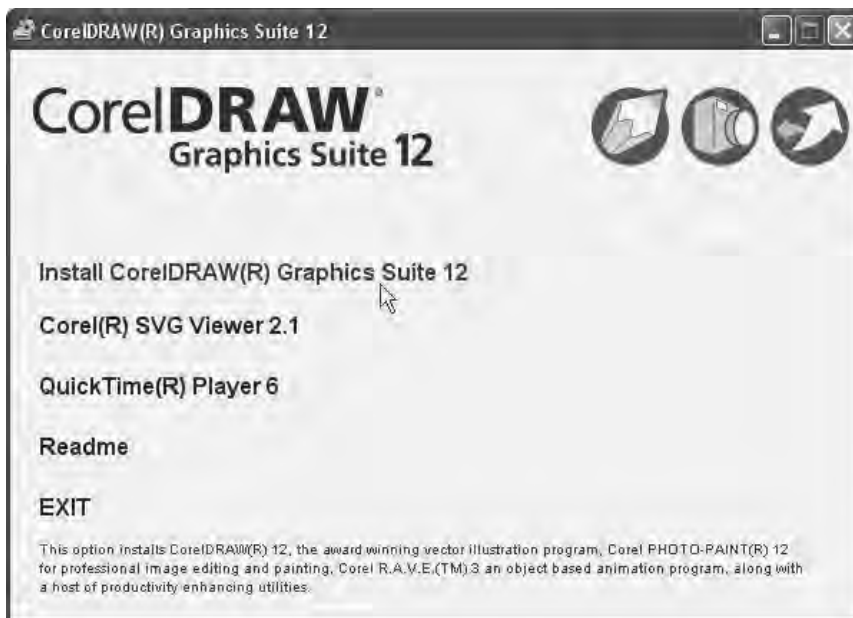 CorelDRAW(R) Graphics Suite 12
CorelDRAW®
Graphics Suite 12
Install CorelDRAW(R) Graphics Suite 12
Corel(R) SVG Viewer 2.1
QuickTime(R) Player 6
Readme
EXIT
This option installs CorelDRAW(R) 12, the award winning vector illustration program, Corel PHOTO-PAINT(R) 12
for professional image editing and painting, Corel R.A.V.E.(TM) 3 an object based animation program, along with
a host of productivity enhancing utilities.